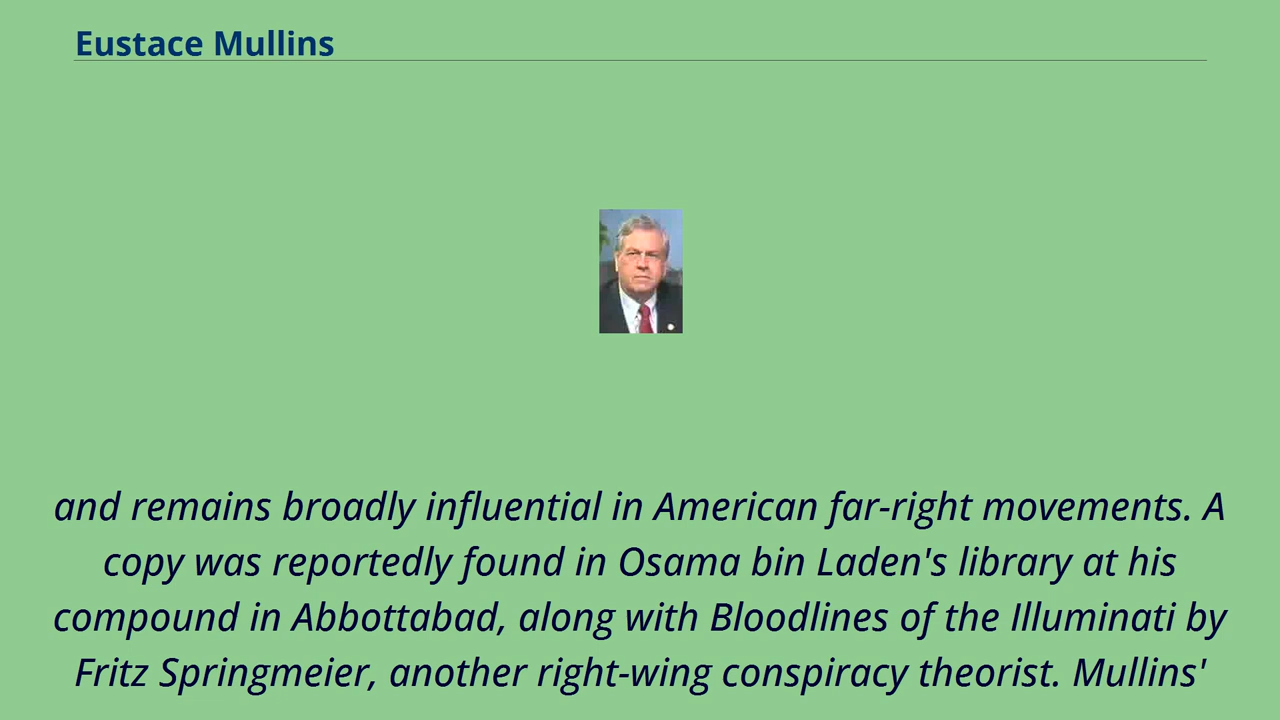 Eustace Mullins
and remains broadly influential in American far-right movements. A
copy was reportedly found in Osama bin Laden's library at his
compound in Abbottabad, along with Bloodlines of the Illuminati by
Fritz Springmeier, another right-wing conspiracy theorist. Mullins'